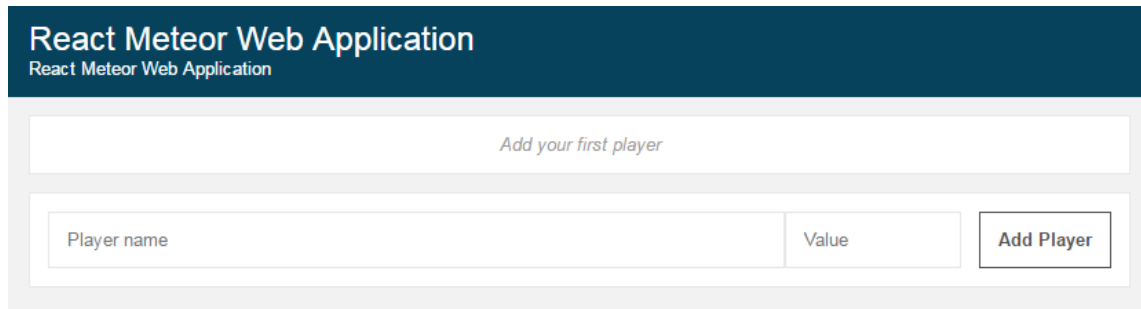 React Meteor Web Application
React Meteor Web Application
Add your first player
Player name
Value
Add Player